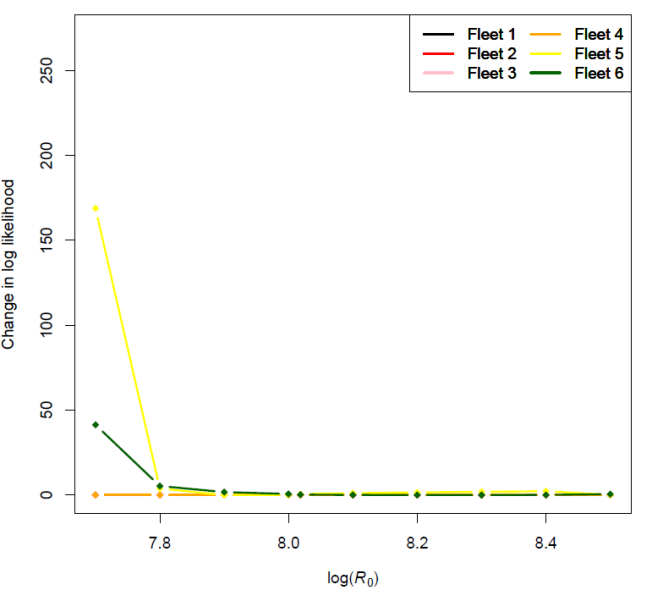 Fleet 1 Fleet 4
Fleet 2 Fleet 5
Fleet 3 Fleet 6
Change in log likelihood
250
200
150
100
50
0
7.8 8.0 8.2 8.4
log(R₀)